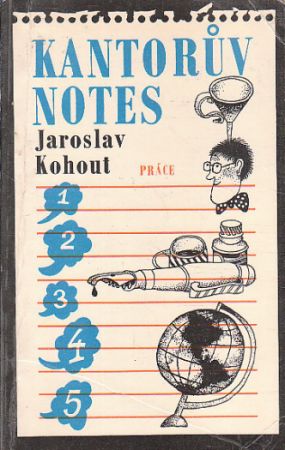 KANTORŮV
NOTES
Jaroslav
Kohout
PRÁCE
1
2
3
4
5